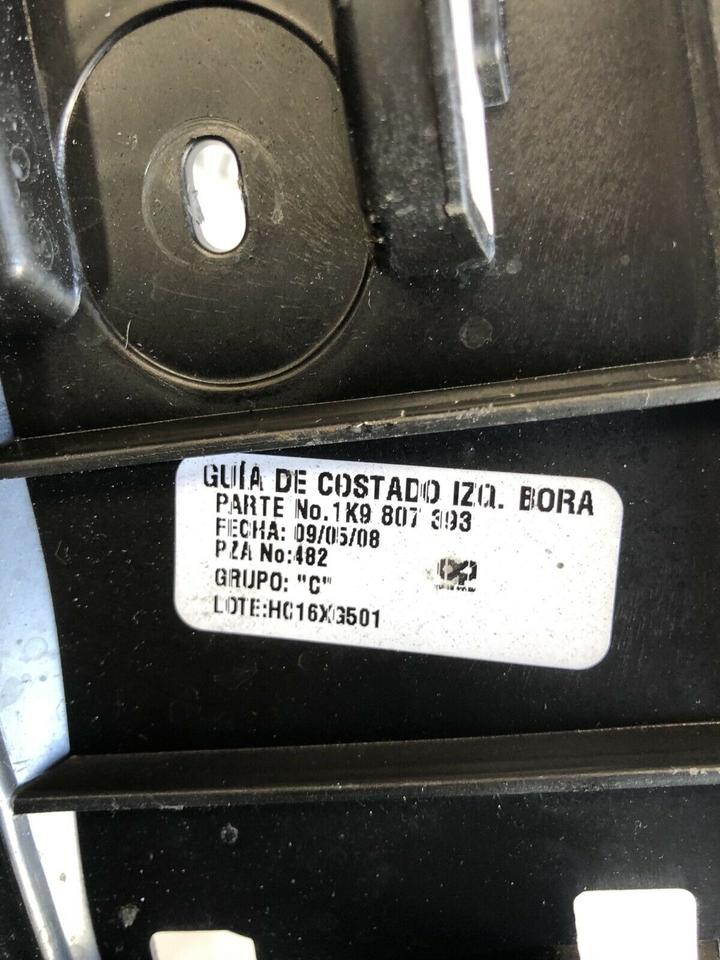 GUÍA DE COSTADO IZQ. BORA
PARTE No.1K9 807 393
FECHA: 09/05/08
PZA No:482
GRUPO: "C"
LOTE:HC16XG501